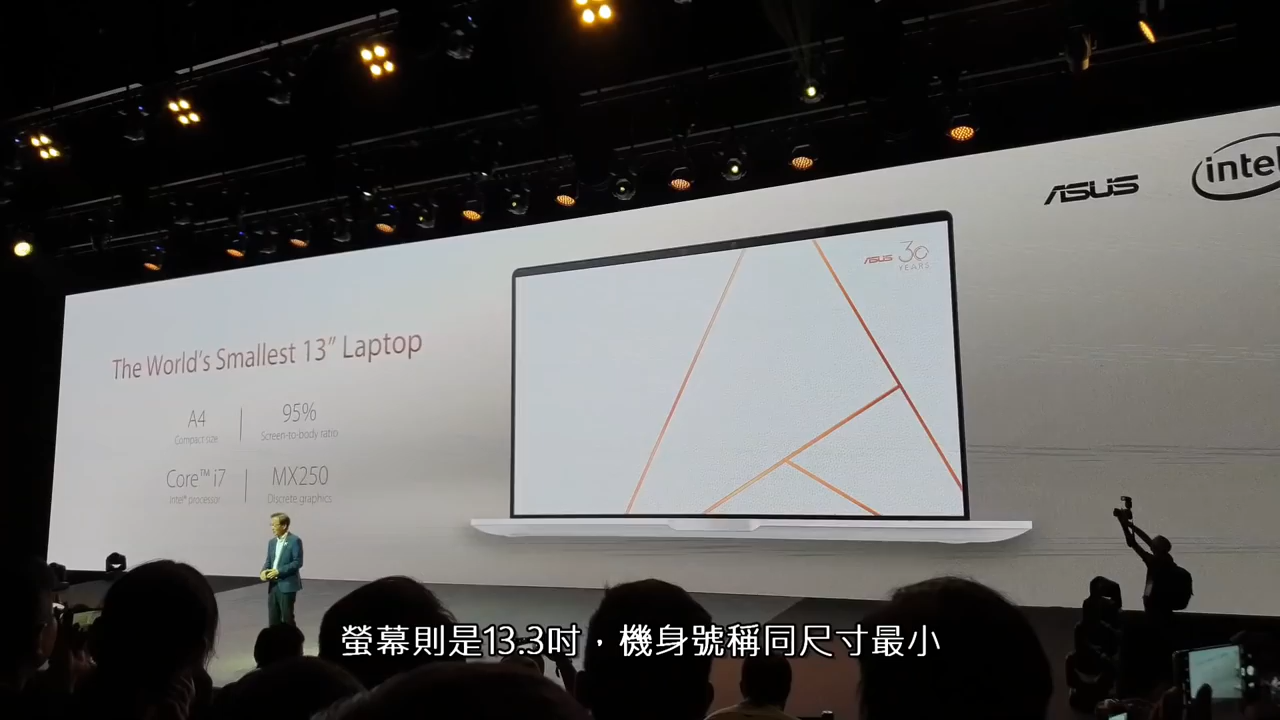 ASUS
intel
ASUS 30
YEARS
The World's Smallest 13" Laptop
A4
Compact size
95%
Screen-to-body ratio
Core™ i7
Intel® processor
MX250
Discrete graphics
螢幕則是13.3吋，機身號稱同尺寸最小